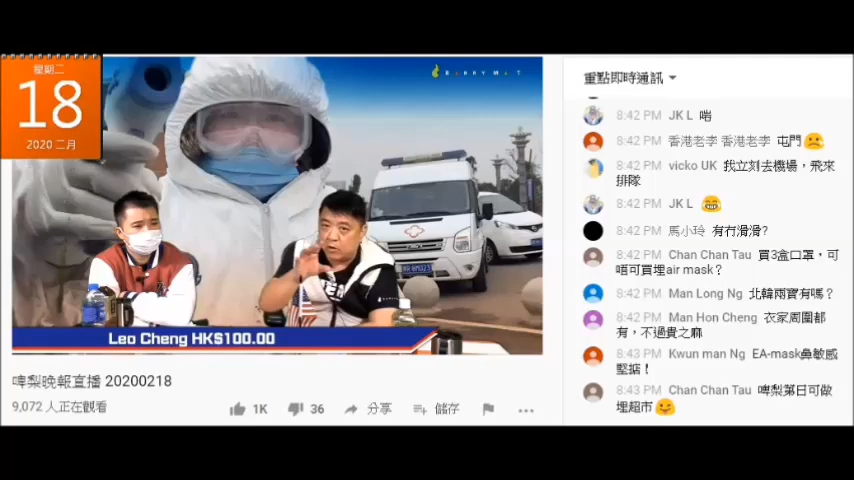 星期二
18
2020 二月
BARRYMAT
Leo Cheng HK$100.00
啤梨晚報直播 20200218
9,072 人正在觀看
1K
36
分享
儲存
重點即時通訊
8:42 PM JK L 啱
8:42 PM 香港老李 香港老李 屯門
8:42 PM vicko UK 我立刻去機場，飛來
排隊
8:42 PM JK L
8:42 PM 馬小玲 有冇滑滑?
8:42 PM Chan Chan Tau 買3盒口罩，可
唔可買埋air mask？
8:42 PM Man Long Ng 北韓兩寶有嗎？
8:42 PM Man Hon Cheng 衣家周圍都
有，不過貴之麻
8:43 PM Kwun man Ng EA-mask鼻敏感
堅掂！
8:43 PM Chan Chan Tau 啤梨第日可做
埋超市